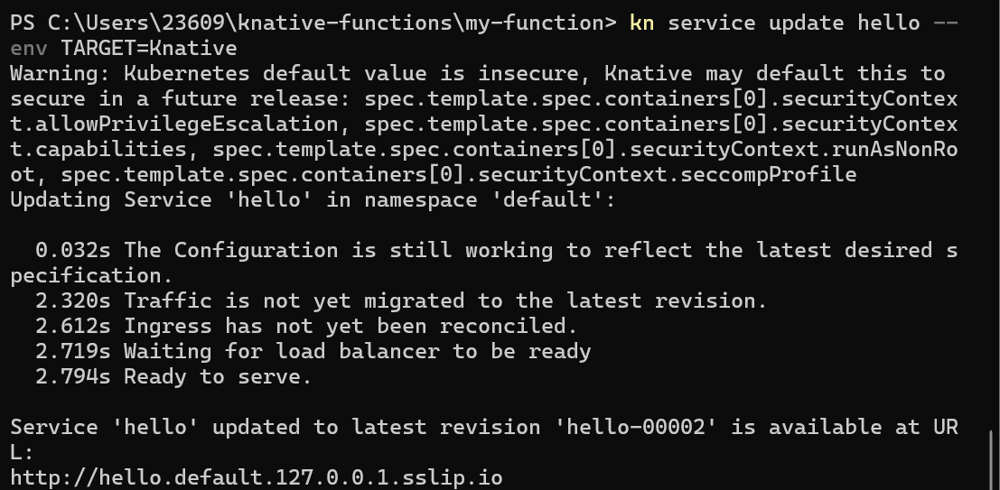 PS C:\Users\23609\knative-functions\my-function> kn service update hello --
env TARGET=Knative
Warning: Kubernetes default value is insecure, Knative may default this to
secure in a future release: spec.template.spec.containers[0].securityContex
t.allowPrivilegeEscalation, spec.template.spec.containers[0].securityContex
t.capabilities, spec.template.spec.containers[0].securityContext.runAsNonRo
ot, spec.template.spec.containers[0].securityContext.seccompProfile
Updating Service 'hello' in namespace 'default':
0.032s The Configuration is still working to reflect the latest desired s
pecification.
2.320s Traffic is not yet migrated to the latest revision.
2.612s Ingress has not yet been reconciled.
2.719s Waiting for load balancer to be ready
2.794s Ready to serve.
Service 'hello' updated to latest revision 'hello-00002' is available at UR
L:
http://hello.default.127.0.0.1.sslip.io